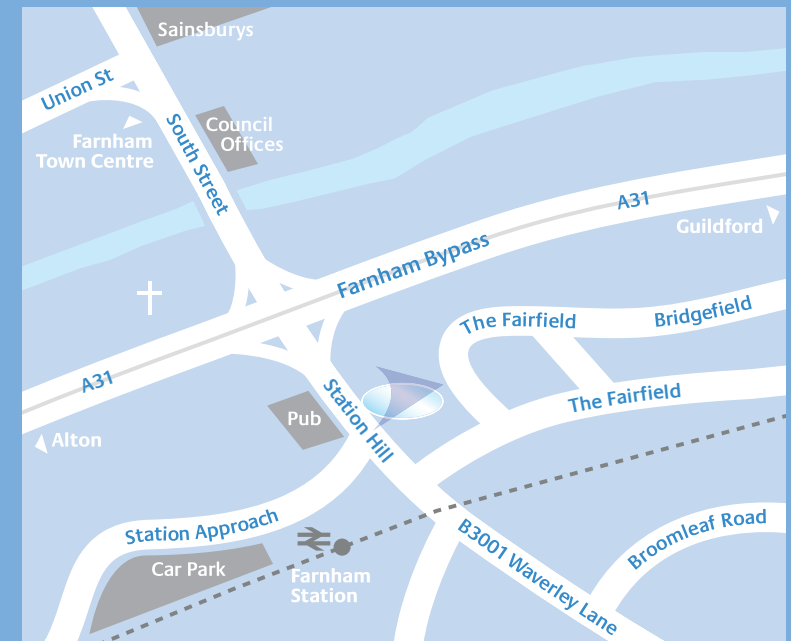 Sainsburys
Union St
South Street
Council
Offices
Farnham
Town Centre
A31
Guildford
Farnham Bypass
The Fairfield
Bridgefield
A31
The Fairfield
Station Hill
Pub
Alton
Station Approach
B3001 Waverley Lane
Broomleaf Road
Car Park
Farnham
Station